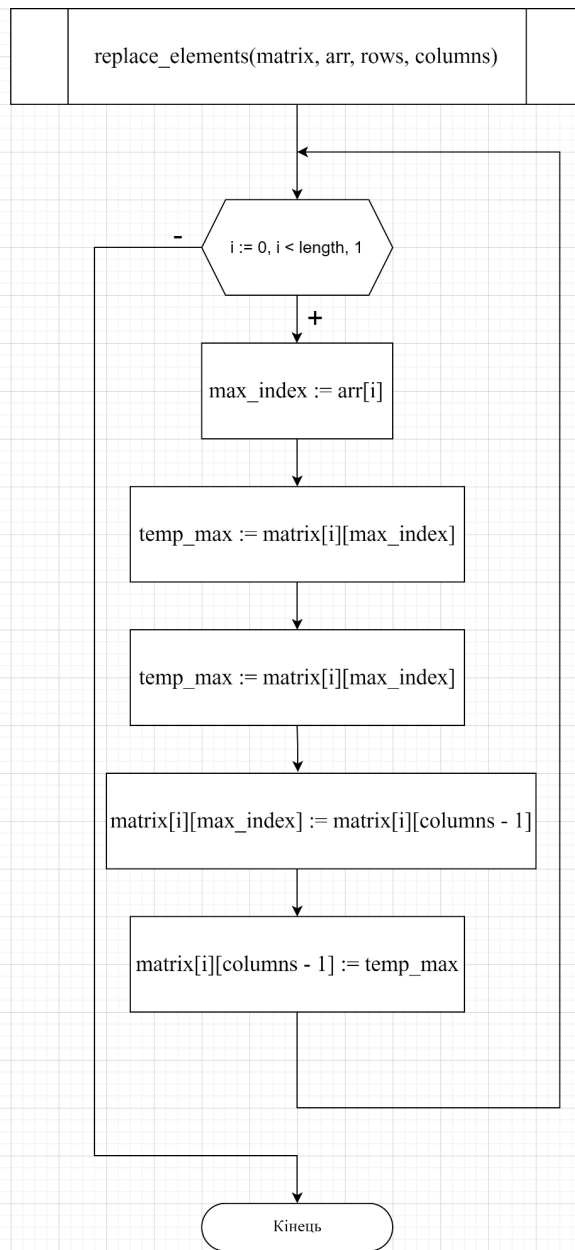 replace_elements(matrix, arr, rows, columns)
-
i := 0, i < length, 1
+
max_index := arr[i]
temp_max := matrix[i][max_index]
temp_max := matrix[i][max_index]
matrix[i][max_index] := matrix[i][columns - 1]
matrix[i][columns - 1] := temp_max
Кінець